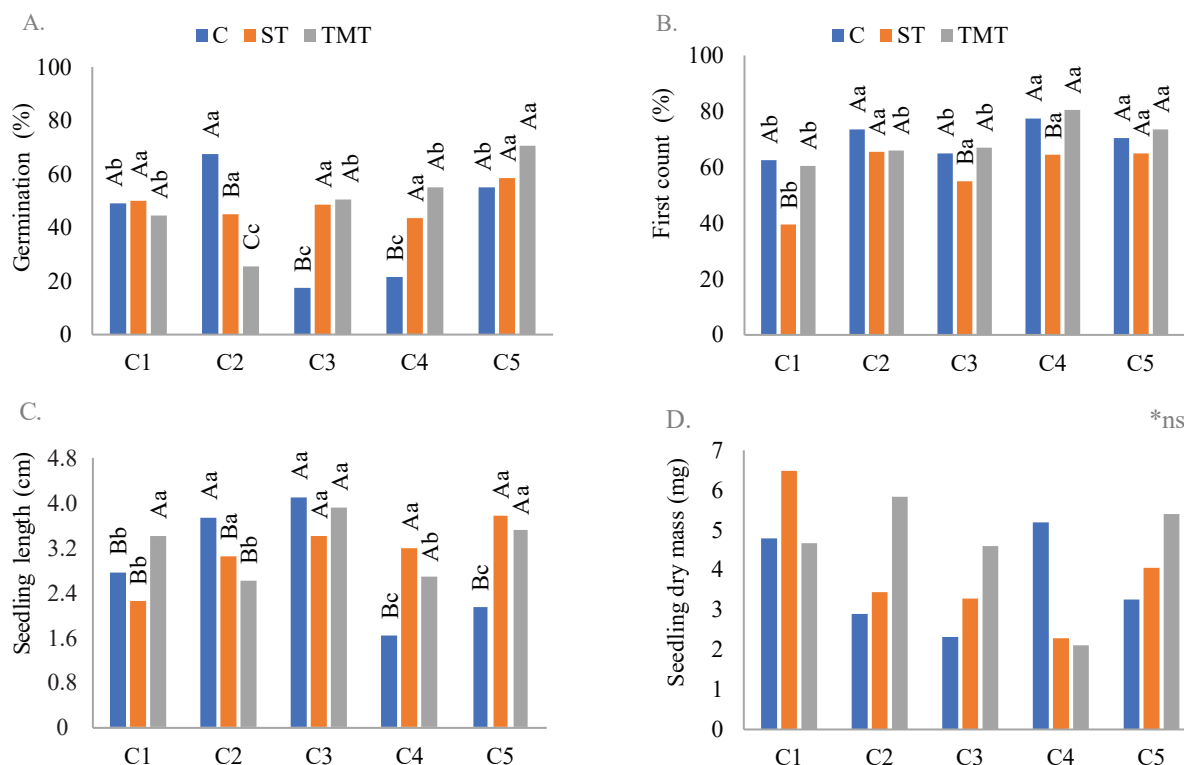 A.
C ST TMT
Germination (%)
100
80
60
40
20
0
Ab Aa Ab
Aa Ba Cc
Bc Aa Ab
Bc Aa Ab
Ab Aa Aa
C1 C2 C3 C4 C5
B.
C ST TMT
First count (%)
100
80
60
40
20
0
Ab Bb Ab
Aa Aa Ab
Ab Ba Ab
Aa Ba Aa
Aa Aa Aa
C1 C2 C3 C4 C5
C.
Seedling length (cm)
4.8
4.0
3.2
2.4
1.6
0.8
0
Bb Bb Aa
Aa Ba Bb
Aa Aa Aa
Bc Aa Ab
Bc Aa Aa
C1 C2 C3 C4 C5
D.
*ns
Seedling dry mass (mg)
7
6
5
4
3
2
1
0
C1 C2 C3 C4 C5